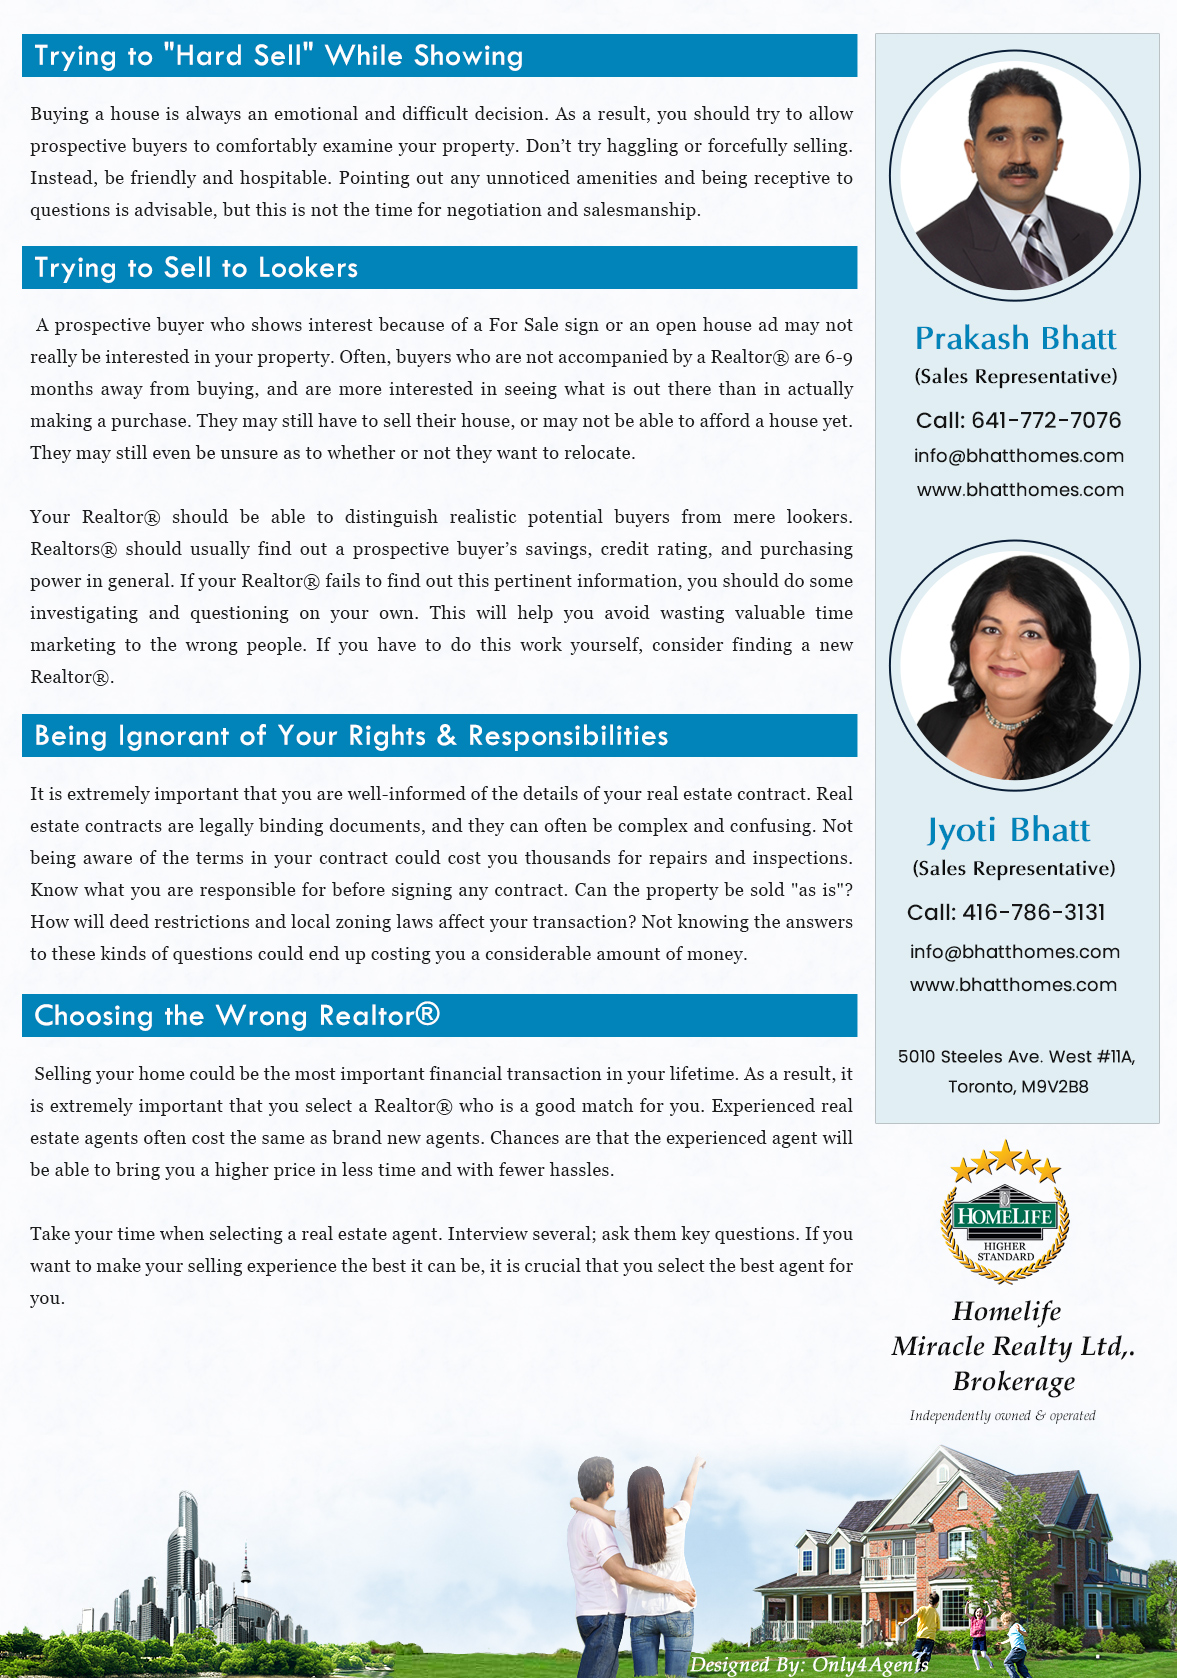 Trying to "Hard Sell" While Showing
Buying a house is always an emotional and difficult decision. As a result, you should try to allow
prospective buyers to comfortably examine your property. Don’t try haggling or forcefully selling.
Instead, be friendly and hospitable. Pointing out any unnoticed amenities and being receptive to
questions is advisable, but this is not the time for negotiation and salesmanship.
Trying to Sell to Lookers
A prospective buyer who shows interest because of a For Sale sign or an open house ad may not
really be interested in your property. Often, buyers who are not accompanied by a Realtor® are 6-9
months away from buying, and are more interested in seeing what is out there than in actually
making a purchase. They may still have to sell their house, or may not be able to afford a house yet.
They may still even be unsure as to whether or not they want to relocate.
Your Realtor® should be able to distinguish realistic potential buyers from mere lookers.
Realtors® should usually find out a prospective buyer’s savings, credit rating, and purchasing
power in general. If your Realtor® fails to find out this pertinent information, you should do some
investigating and questioning on your own. This will help you avoid wasting valuable time
marketing to the wrong people. If you have to do this work yourself, consider finding a new
Realtor®.
Being Ignorant of Your Rights & Responsibilities
It is extremely important that you are well-informed of the details of your real estate contract. Real
estate contracts are legally binding documents, and they can often be complex and confusing. Not
being aware of the terms in your contract could cost you thousands for repairs and inspections.
Know what you are responsible for before signing any contract. Can the property be sold "as is"?
How will deed restrictions and local zoning laws affect your transaction? Not knowing the answers
to these kinds of questions could end up costing you a considerable amount of money.
Choosing the Wrong Realtor®
Selling your home could be the most important financial transaction in your lifetime. As a result, it
is extremely important that you select a Realtor® who is a good match for you. Experienced real
estate agents often cost the same as brand new agents. Chances are that the experienced agent will
be able to bring you a higher price in less time and with fewer hassles.
Take your time when selecting a real estate agent. Interview several; ask them key questions. If you
want to make your selling experience the best it can be, it is crucial that you select the best agent for
you.
Prakash Bhatt
(Sales Representative)
Call: 641-772-7076
info@bhatthomes.com
www.bhatthomes.com
Jyoti Bhatt
(Sales Representative)
Call: 416-786-3131
info@bhatthomes.com
www.bhatthomes.com
5010 Steeles Ave. West #11A,
Toronto, M9V2B8
HOMELIFE
HIGHER
STANDARD
Homelife
Miracle Realty Ltd,.
Brokerage
Independently owned & operated
Designed By: Only4Agents